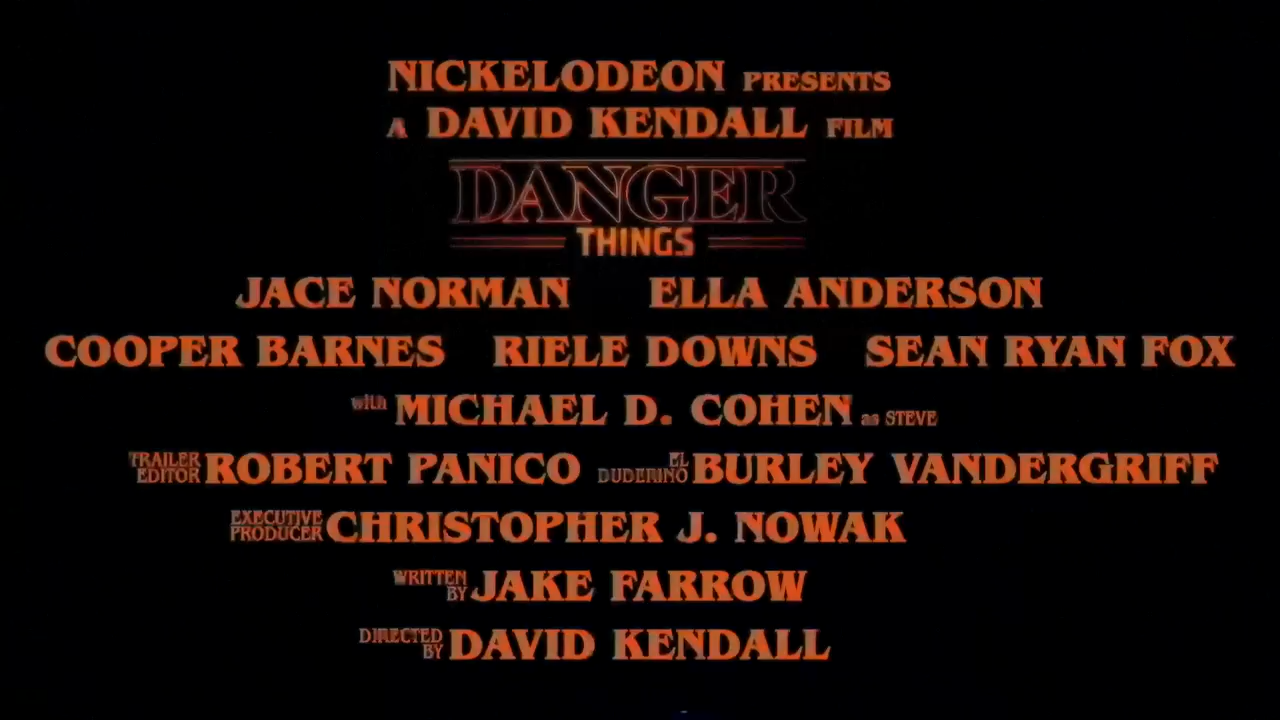 NICKELODEON PRESENTS
A DAVID KENDALL FILM
DANGER
THINGS
JACE NORMAN ELLA ANDERSON
COOPER BARNES RIELE DOWNS SEAN RYAN FOX
with MICHAEL D. COHEN as STEVE
TRAILER EDITOR ROBERT PANICO EL DUDERINO BURLEY VANDERGRIFF
EXECUTIVE PRODUCER CHRISTOPHER J. NOWAK
WRITTEN BY JAKE FARROW
DIRECTED BY DAVID KENDALL